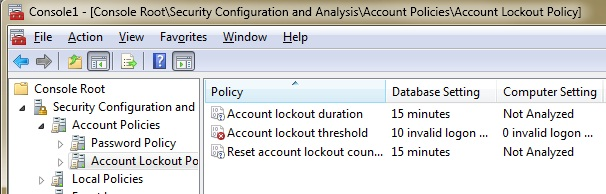 Console1 - [Console Root\Security Configuration and Analysis\Account Policies\Account Lockout Policy]
File Action View Favorites Window Help
Console Root
Security Configuration and
Account Policies
Password Policy
Account Lockout Po
Local Policies
Policy Database Setting Computer Setting
Account lockout duration 15 minutes Not Analyzed
Account lockout threshold 10 invalid logon ... 0 invalid logon ...
Reset account lockout coun... 15 minutes Not Analyzed